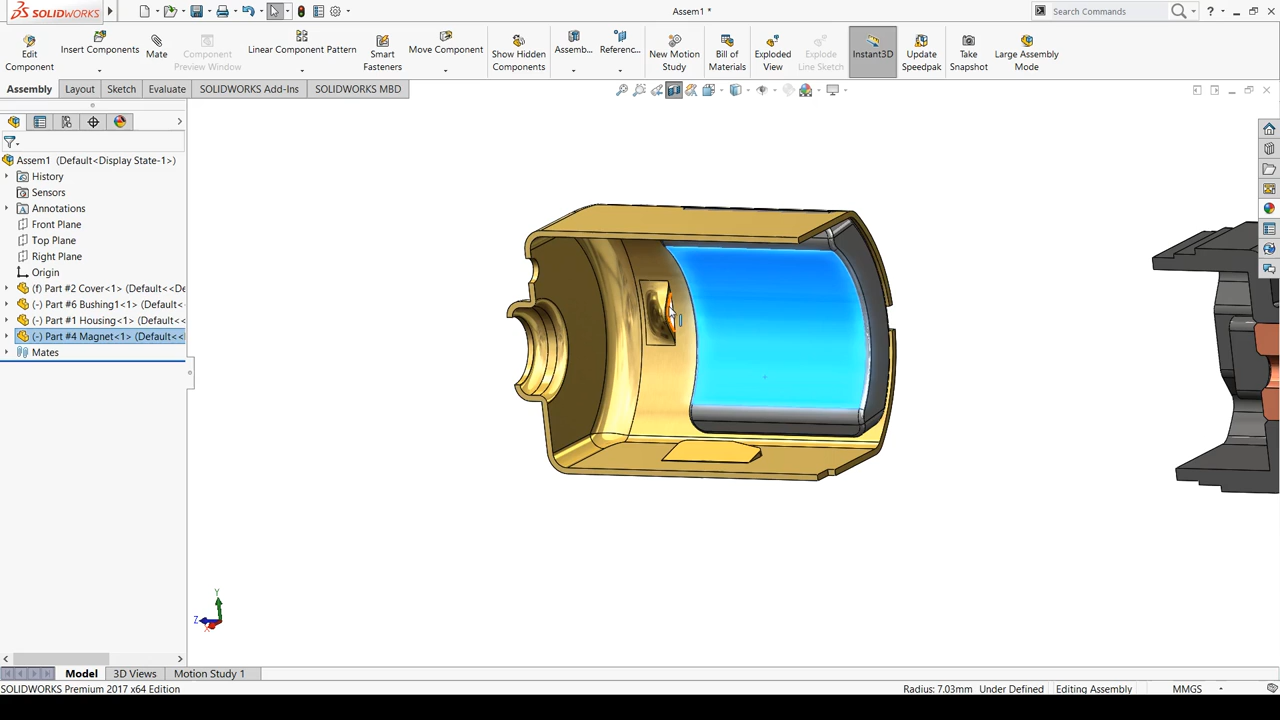 SOLIDWORKS
Assem1 *
Search Commands
Edit Component
Insert Components
Mate
Component Preview Window
Linear Component Pattern
Smart Fasteners
Move Component
Show Hidden Components
Assemb...
Referenc...
New Motion Study
Bill of Materials
Exploded View
Explode Line Sketch
Instant3D
Update Speedpak
Take Snapshot
Large Assembly Mode
Assembly
Layout
Sketch
Evaluate
SOLIDWORKS Add-Ins
SOLIDWORKS MBD
Assem1 (Default<Display State-1>)
History
Sensors
Annotations
Front Plane
Top Plane
Right Plane
Origin
(f) Part #2 Cover<1> (Default<<De
(-) Part #6 Bushing1<1> (Default<
(-) Part #1 Housing<1> (Default<<
(-) Part #4 Magnet<1> (Default<<
Mates
Y
Z
X
Model
3D Views
Motion Study 1
SOLIDWORKS Premium 2017 x64 Edition
Radius: 7.03mm
Under Defined
Editing Assembly
MMGS